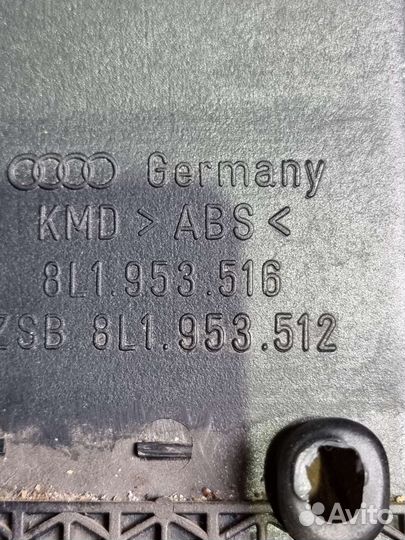 Germany
KMD > ABS <
8L1.953.516
ZSB 8L1.953.512
Avito